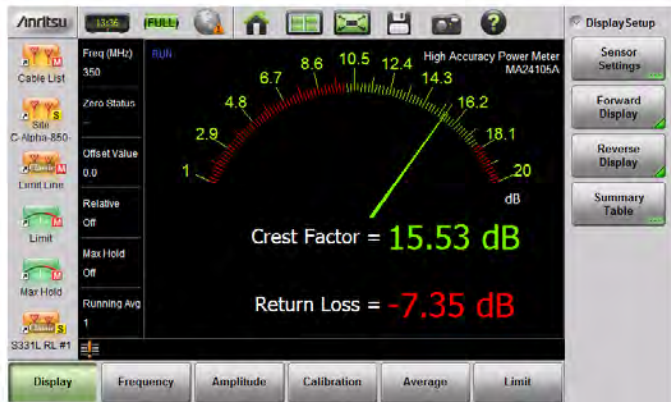 Anritsu
13:36
(FULL)
Display Setup
Cable List
Site
C-Alpha-850-
Classic
Limit Line
Limit
Max Hold
Classic
S331L RL #1
Freq (MHz)
350
Zero Status
--
Offset Value
0.0
Relative
Off
Max Hold
Off
Running Avg
1
RUN
High Accuracy Power Meter
MA24105A
1
2.9
4.8
6.7
8.6
10.5
12.4
14.3
16.2
18.1
20
dB
Crest Factor = 15.53 dB
Return Loss = -7.35 dB
Sensor
Settings
Forward
Display
Reverse
Display
Summary
Table
Display
Frequency
Amplitude
Calibration
Average
Limit